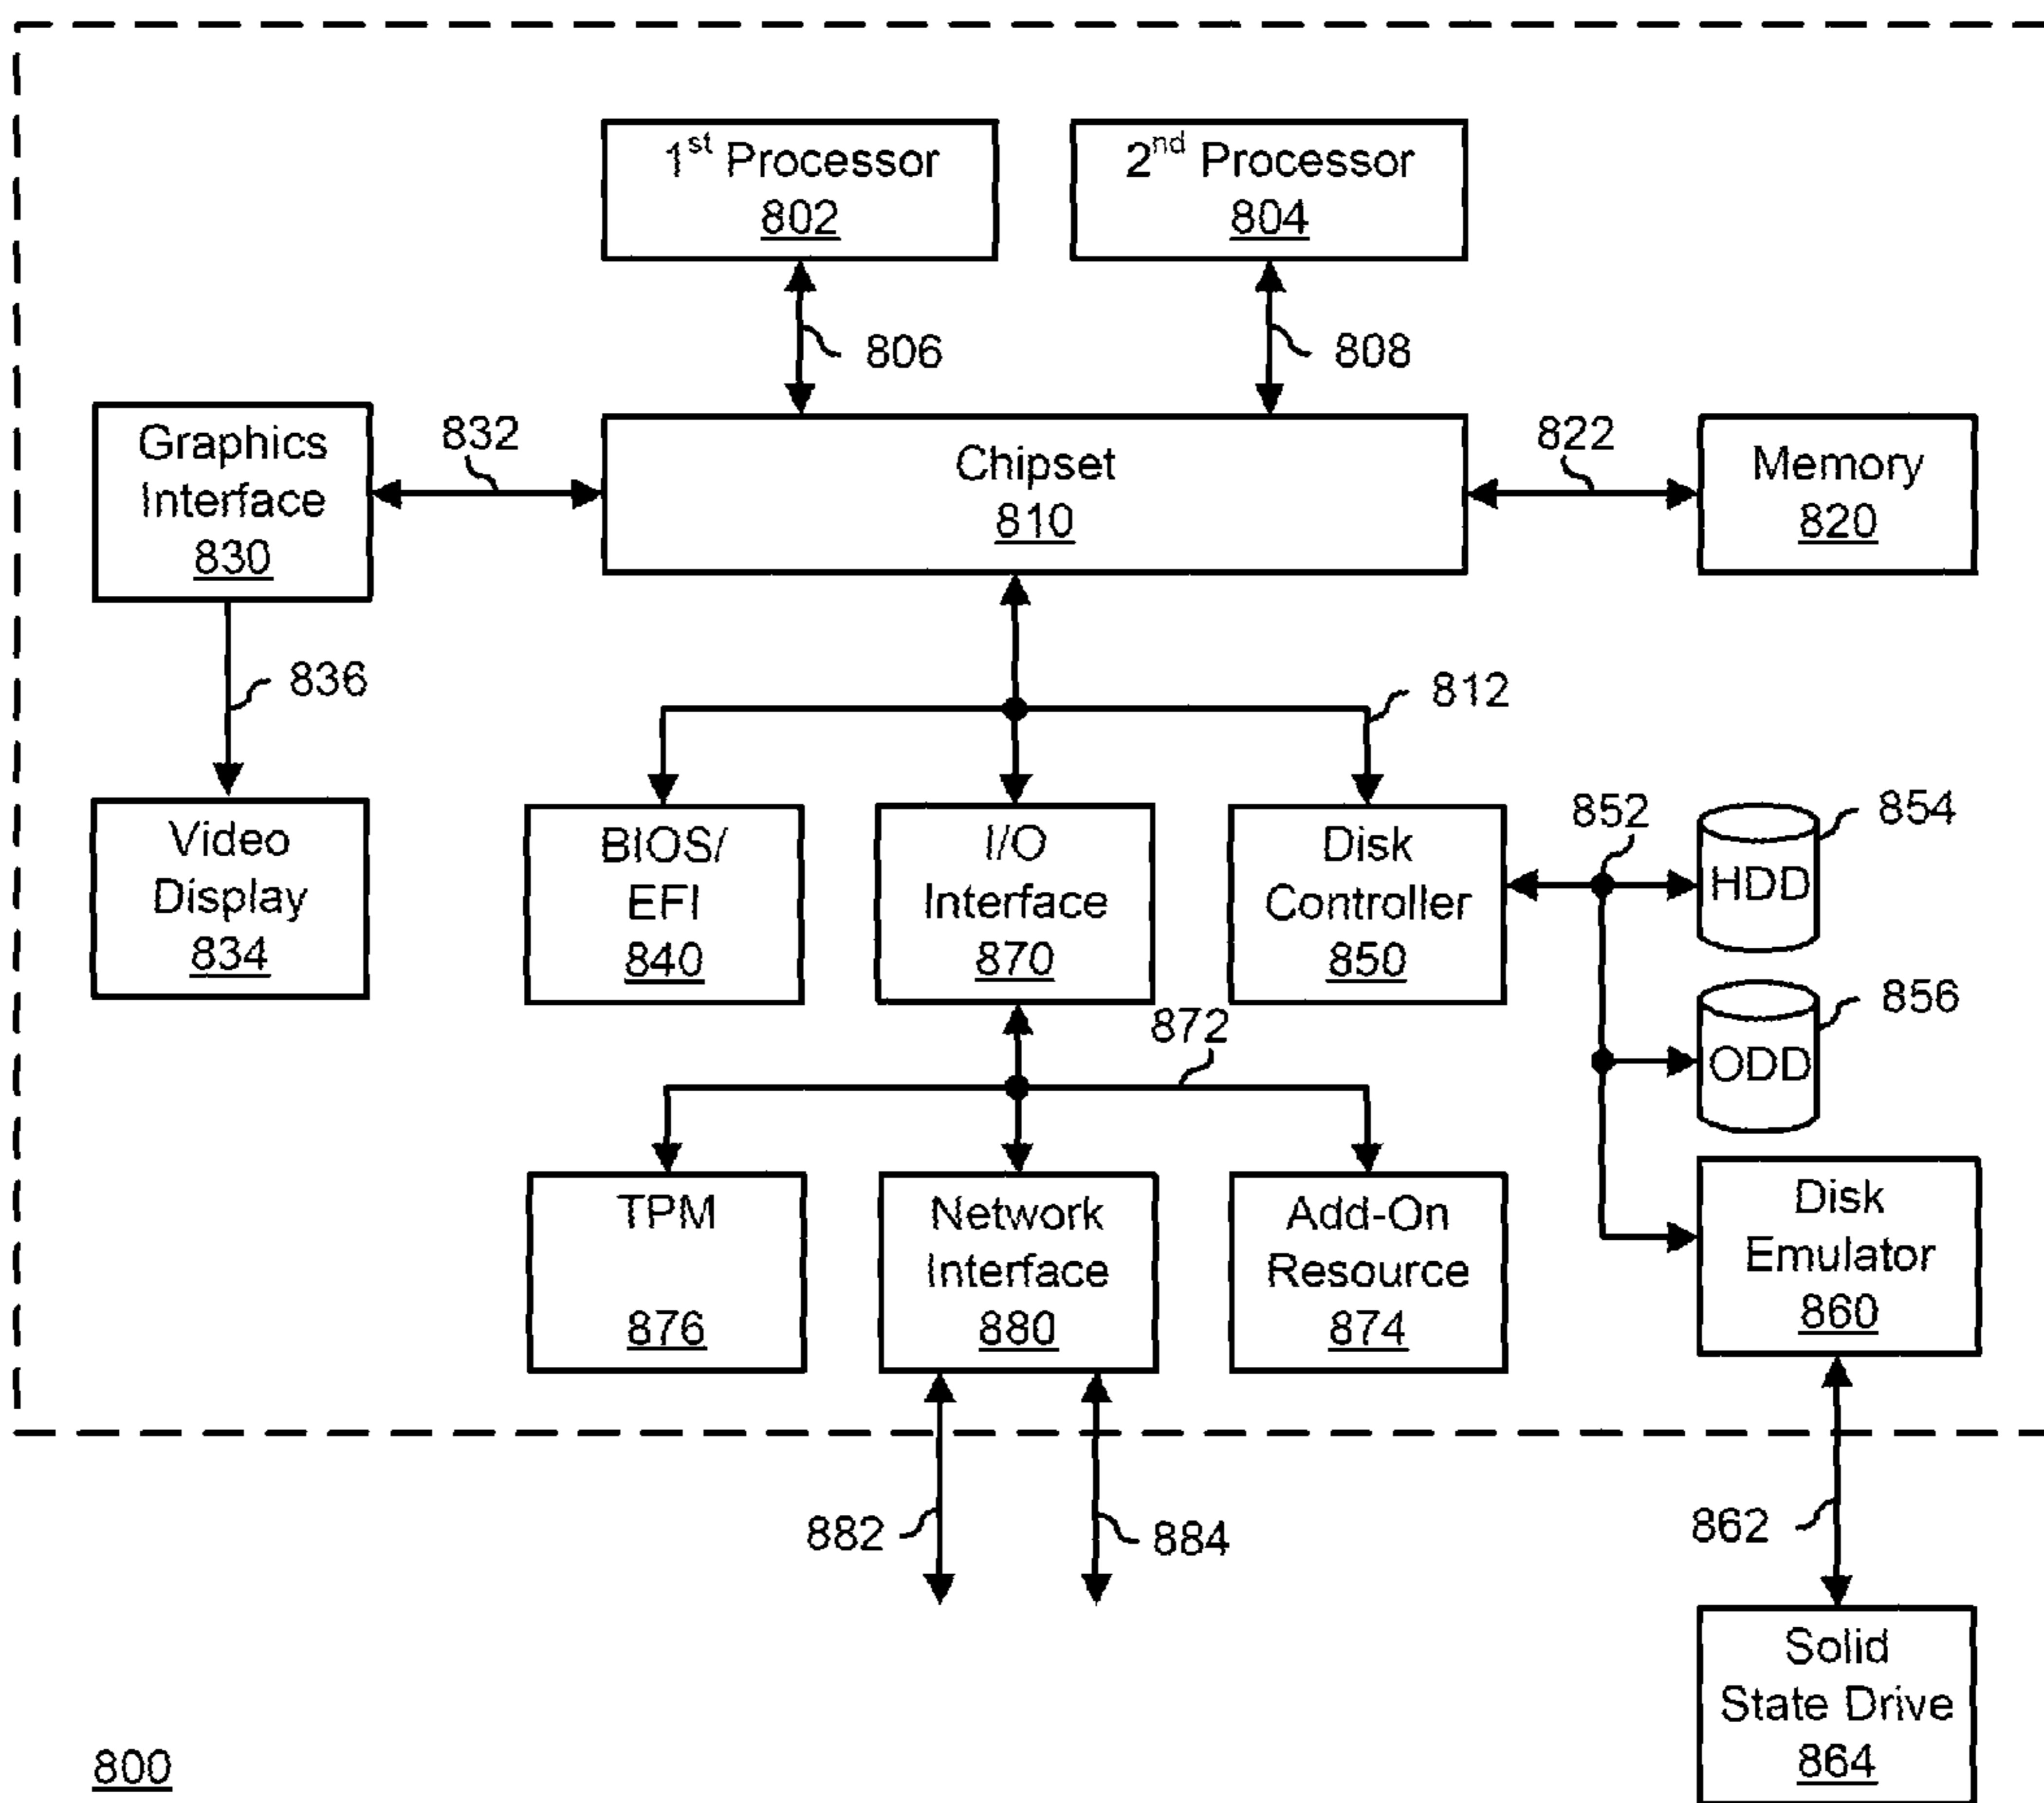 1st Processor
802
2nd Processor
804
806
808
Graphics
Interface
830
832
Chipset
810
822
Memory
820
836
812
Video
Display
834
BIOS/
EFI
840
I/O
Interface
870
Disk
Controller
850
852
HDD
854
ODD
856
872
TPM
876
Network
Interface
880
Add-On
Resource
874
Disk
Emulator
860
882
884
862
Solid
State Drive
864
800